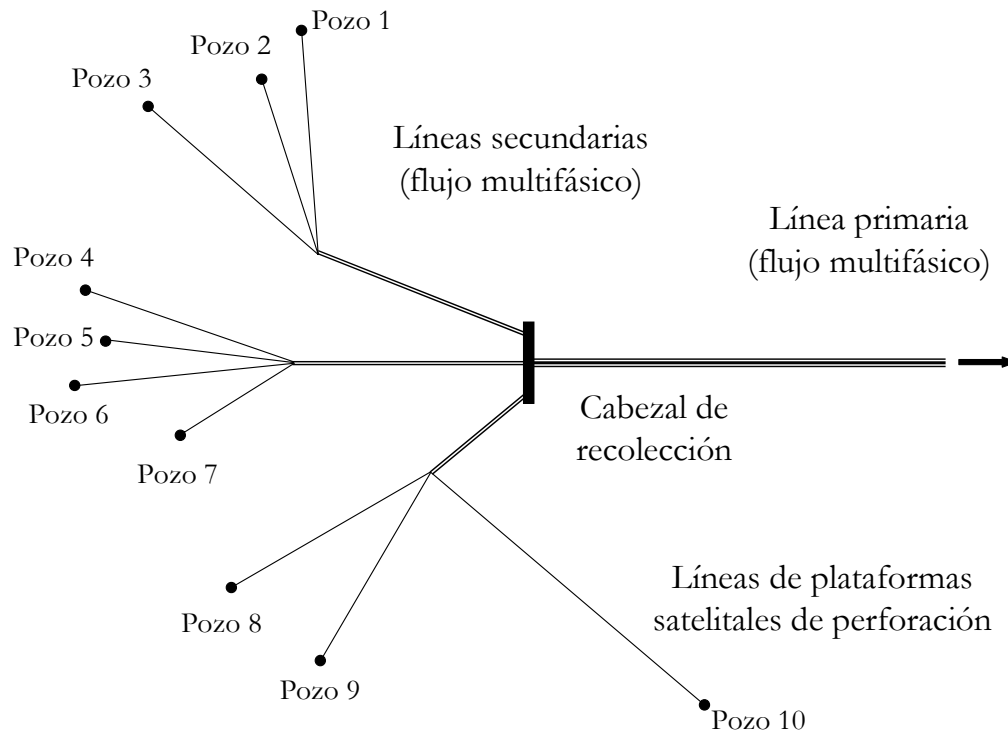 Pozo 1
Pozo 2
Pozo 3
Líneas secundarias
(flujo multifásico)
Línea primaria
(flujo multifásico)
Pozo 4
Pozo 5
Pozo 6
Pozo 7
Cabezal de
recolección
Líneas de plataformas
satelitales de perforación
Pozo 8
Pozo 9
Pozo 10